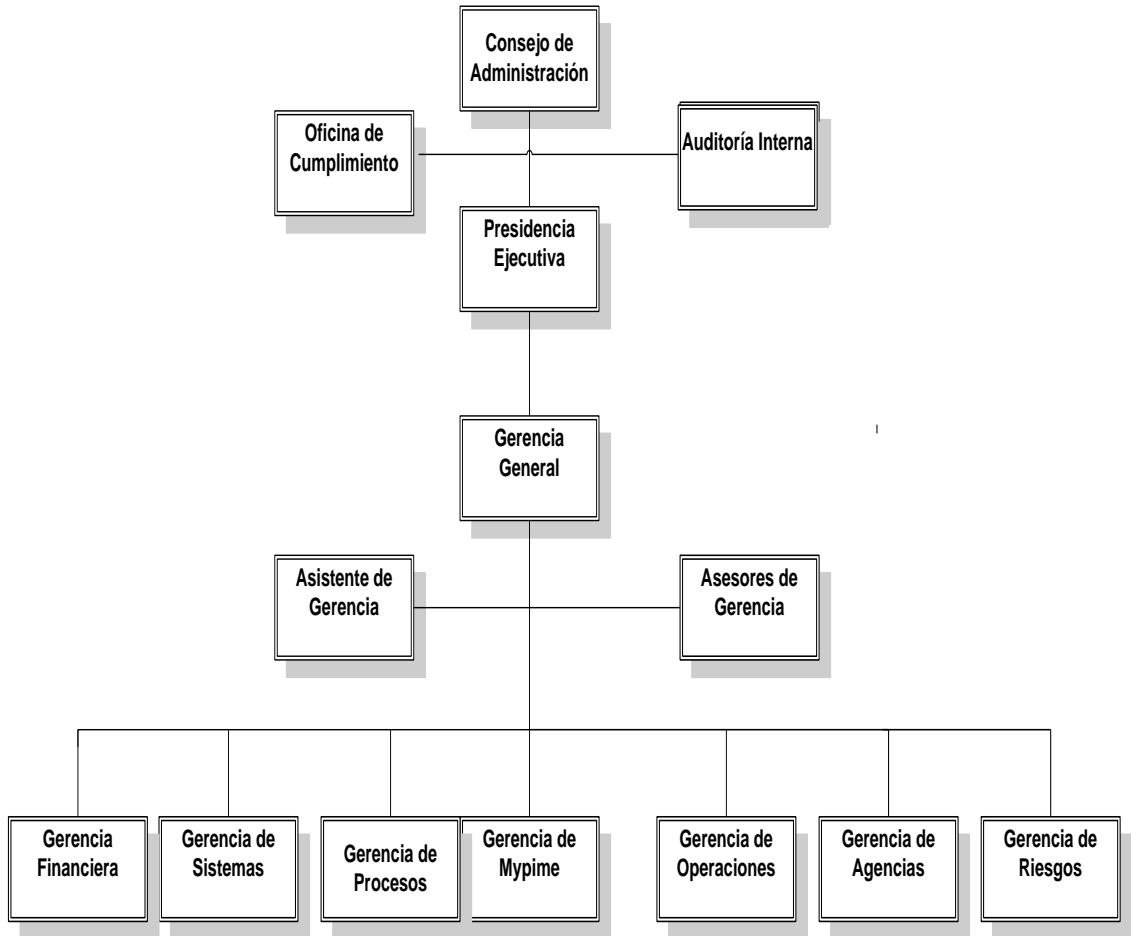 Consejo de
Administración
Oficina de
Cumplimiento
Auditoría Interna
Presidencia
Ejecutiva
Gerencia
General
Asistente de
Gerencia
Asesores de
Gerencia
Gerencia
Financiera
Gerencia de
Sistemas
Gerencia de
Procesos
Gerencia de
Mypime
Gerencia de
Operaciones
Gerencia de
Agencias
Gerencia de
Riesgos